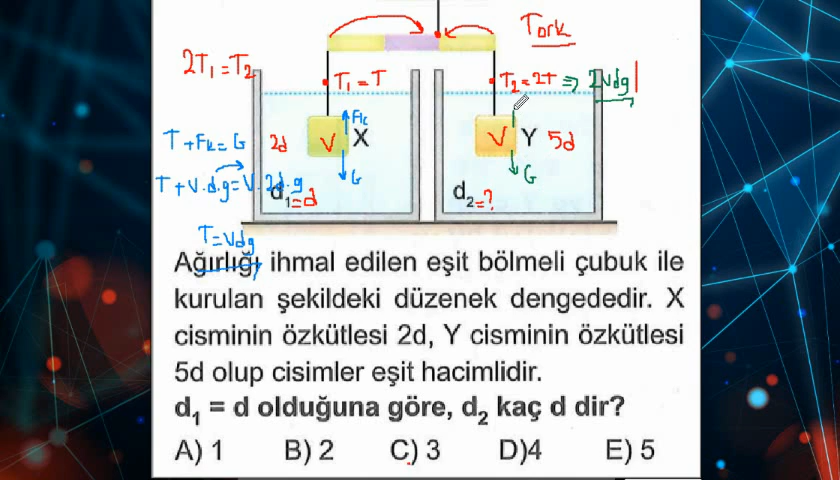 Tork
2T₁=T₂
T₁=T
T₂=2T ⇒ 2Vdg
Fk
T+Fk=G
2d V X
V Y 5d
T+V.d.g=V.2d.g
G
G
d₁=d
d₂=?
T=Vdg
Ağırlığı ihmal edilen eşit bölmeli çubuk ile
kurulan şekildeki düzenek dengededir. X
cisminin özkütlesi 2d, Y cisminin özkütlesi
5d olup cisimler eşit hacimlidir.
d₁ = d olduğuna göre, d₂ kaç d dir?
A) 1 B) 2 C) 3 D)4 E) 5